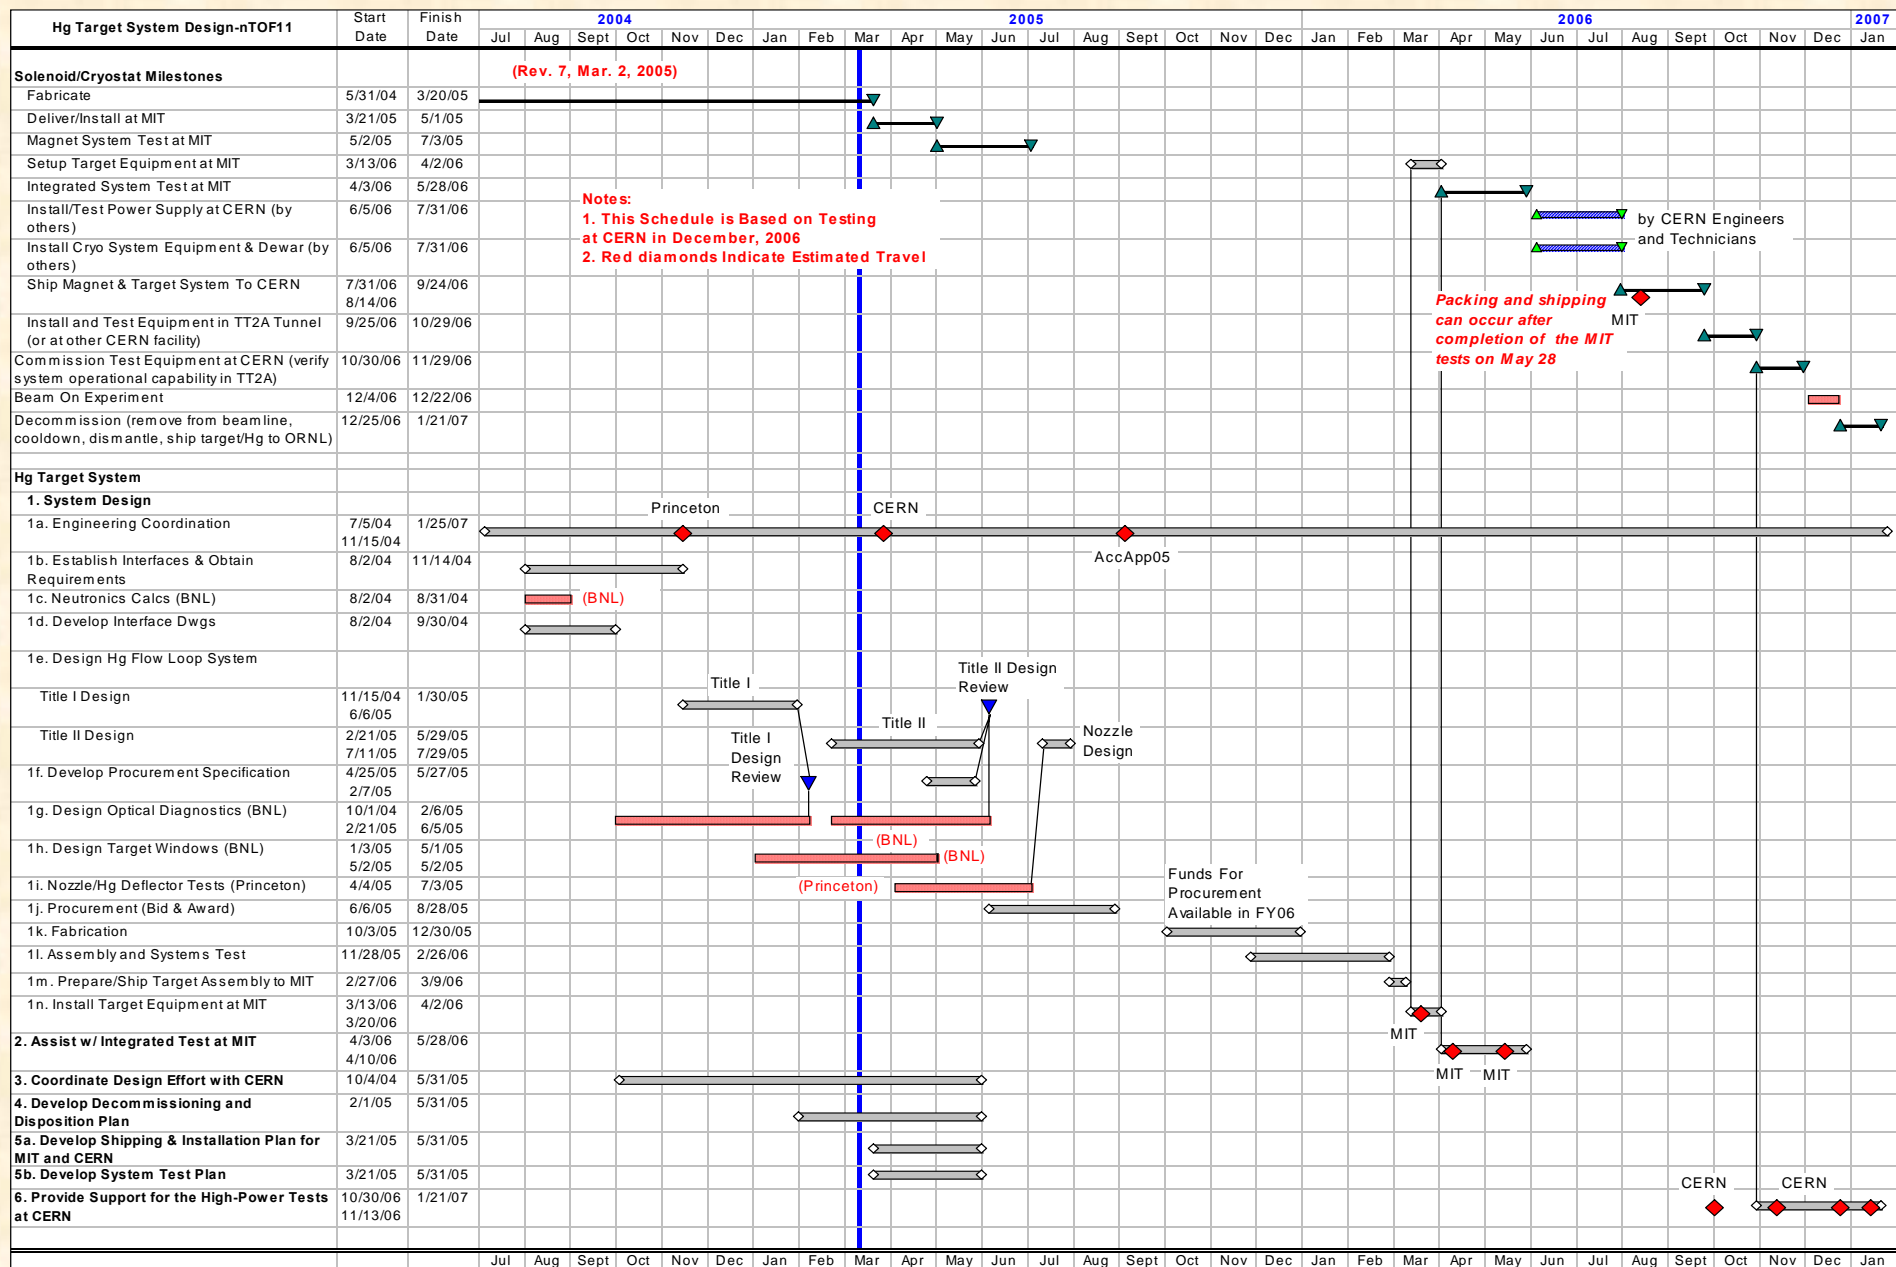 Hg Target System Design-nTOF11 Start Date Finish Date 2004 2005 2006 2007
Jul Aug Sept Oct Nov Dec Jan Feb Mar Apr May Jun Jul Aug Sept Oct Nov Dec Jan Feb Mar Apr May Jun Jul Aug Sept Oct Nov Dec Jan
(Rev. 7, Mar. 2, 2005)
Solenoid/Cryostat Milestones
Fabricate 5/31/04 3/20/05
Deliver/Install at MIT 3/21/05 5/1/05
Magnet System Test at MIT 5/2/05 7/3/05
Setup Target Equipment at MIT 3/13/06 4/2/06
Integrated System Test at MIT 4/3/06 5/28/06
Notes:
1. This Schedule is Based on Testing
at CERN in December, 2006
2. Red diamonds Indicate Estimated Travel
Install/Test Power Supply at CERN (by 6/5/06 7/31/06
others)
by CERN Engineers
and Technicians
Install Cryo System Equipment & Dewar (by 6/5/06 7/31/06
others)
Ship Magnet & Target System To CERN 7/31/06 9/24/06
8/14/06
Packing and shipping
can occur after
completion of the MIT
tests on May 28
MIT
Install and Test Equipment in TT2A Tunnel 9/25/06 10/29/06
(or at other CERN facility)
Commission Test Equipment at CERN (verify 10/30/06 11/29/06
system operational capability in TT2A)
Beam On Experiment 12/4/06 12/22/06
Decommission (remove from beamline, 12/25/06 1/21/07
cooldown, dismantle, ship target/Hg to ORNL)
Hg Target System
1. System Design
Princeton CERN
1a. Engineering Coordination 7/5/04 1/25/07
11/15/04
AccApp05
1b. Establish Interfaces & Obtain 8/2/04 11/14/04
Requirements
1c. Neutronics Calcs (BNL) 8/2/04 8/31/04 (BNL)
1d. Develop Interface Dwgs 8/2/04 9/30/04
1e. Design Hg Flow Loop System
Title II Design
Review
Title I
Title I Design 11/15/04 1/30/05
6/6/05
Title II
Title II Design 2/21/05 5/29/05
7/11/05 7/29/05
Title I
Design
Review
Nozzle
Design
1f. Develop Procurement Specification 4/25/05 5/27/05
2/7/05
1g. Design Optical Diagnostics (BNL) 10/1/04 2/6/05
2/21/05 6/5/05
(BNL)
1h. Design Target Windows (BNL) 1/3/05 5/1/05
5/2/05 5/2/05
(BNL)
1i. Nozzle/Hg Deflector Tests (Princeton) 4/4/05 7/3/05 (Princeton)
Funds For
Procurement
Available in FY06
1j. Procurement (Bid & Award) 6/6/05 8/28/05
1k. Fabrication 10/3/05 12/30/05
1l. Assembly and Systems Test 11/28/05 2/26/06
1m. Prepare/Ship Target Assembly to MIT 2/27/06 3/9/06
1n. Install Target Equipment at MIT 3/13/06 4/2/06
3/20/06
MIT
2. Assist w/ Integrated Test at MIT 4/3/06 5/28/06
4/10/06
MIT MIT
3. Coordinate Design Effort with CERN 10/4/04 5/31/05
4. Develop Decommissioning and 2/1/05 5/31/05
Disposition Plan
5a. Develop Shipping & Installation Plan for 3/21/05 5/31/05
MIT and CERN
5b. Develop System Test Plan 3/21/05 5/31/05
CERN CERN
6. Provide Support for the High-Power Tests 10/30/06 1/21/07
at CERN 11/13/06
Jul Aug Sept Oct Nov Dec Jan Feb Mar Apr May Jun Jul Aug Sept Oct Nov Dec Jan Feb Mar Apr May Jun Jul Aug Sept Oct Nov Dec Jan